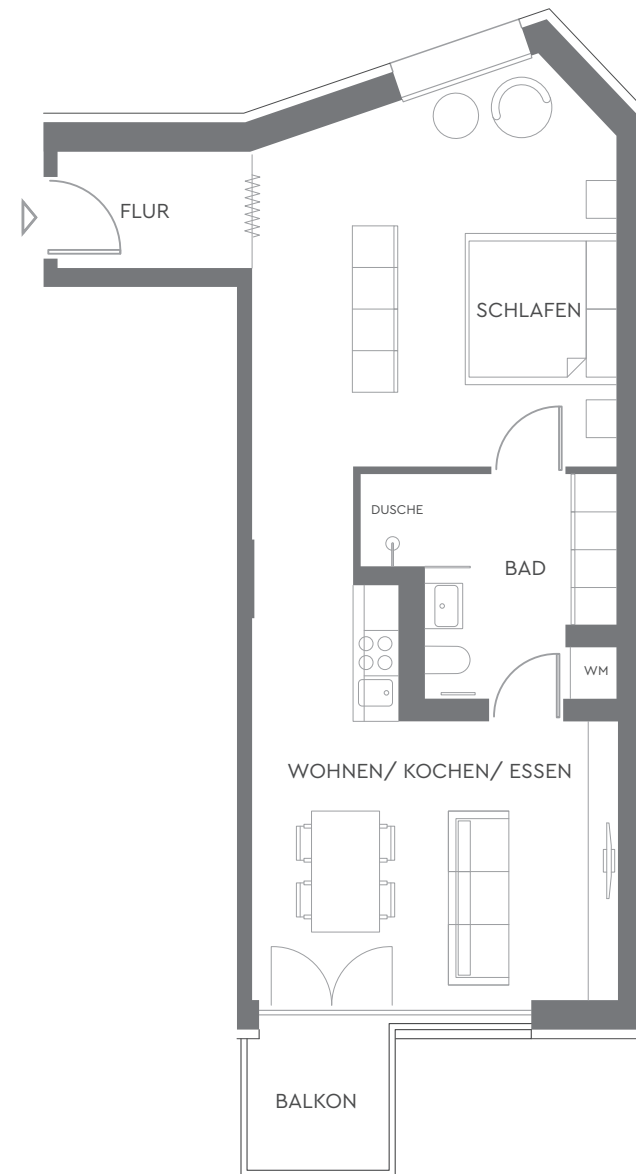 FLUR
SCHLAFEN
DUSCHE
BAD
WM
WOHNEN/ KOCHEN/ ESSEN
BALKON